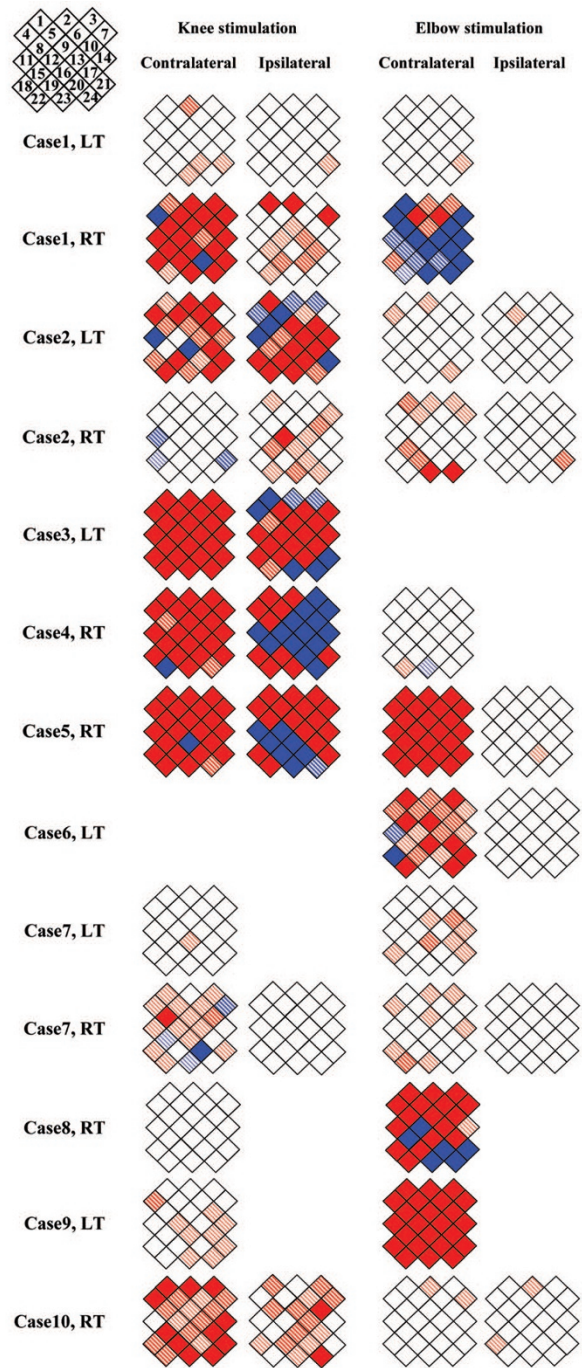 1 2 3
4 5 6 7
8 9 10
11 12 13 14
15 16 17
18 19 20 21
22 23 24
Knee stimulation Elbow stimulation
Contralateral Ipsilateral Contralateral Ipsilateral
Case1, LT
Case1, RT
Case2, LT
Case2, RT
Case3, LT
Case4, RT
Case5, RT
Case6, LT
Case7, LT
Case7, RT
Case8, RT
Case9, LT
Case10, RT